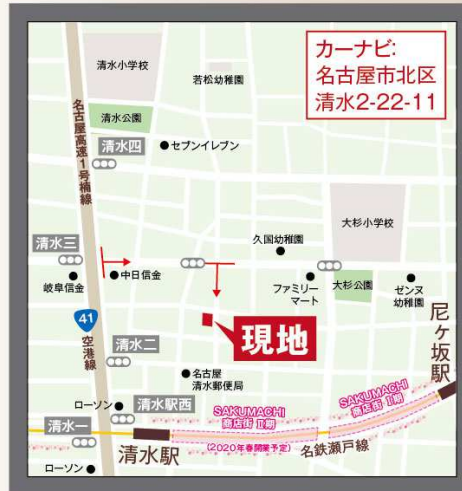 カーナビ:
名古屋市北区
清水2-22-11
清水小学校
若松幼稚園
名古屋高速1号楠線
清水公園
清水四
セブンイレブン
大杉小学校
清水三
久国幼稚園
岐阜信金
中日信金
ファミリー
マート
大杉公園
ゼンヌ
幼稚園
尼ヶ坂駅
41
空港線
現地
清水二
名古屋
清水郵便局
ローソン
清水駅西
SAKUMACHI
商店街 Ⅱ期
SAKUMACHI
商店街 Ⅰ期
清水一
清水駅
(2020年春開業予定)
名鉄瀬戸線
ローソン